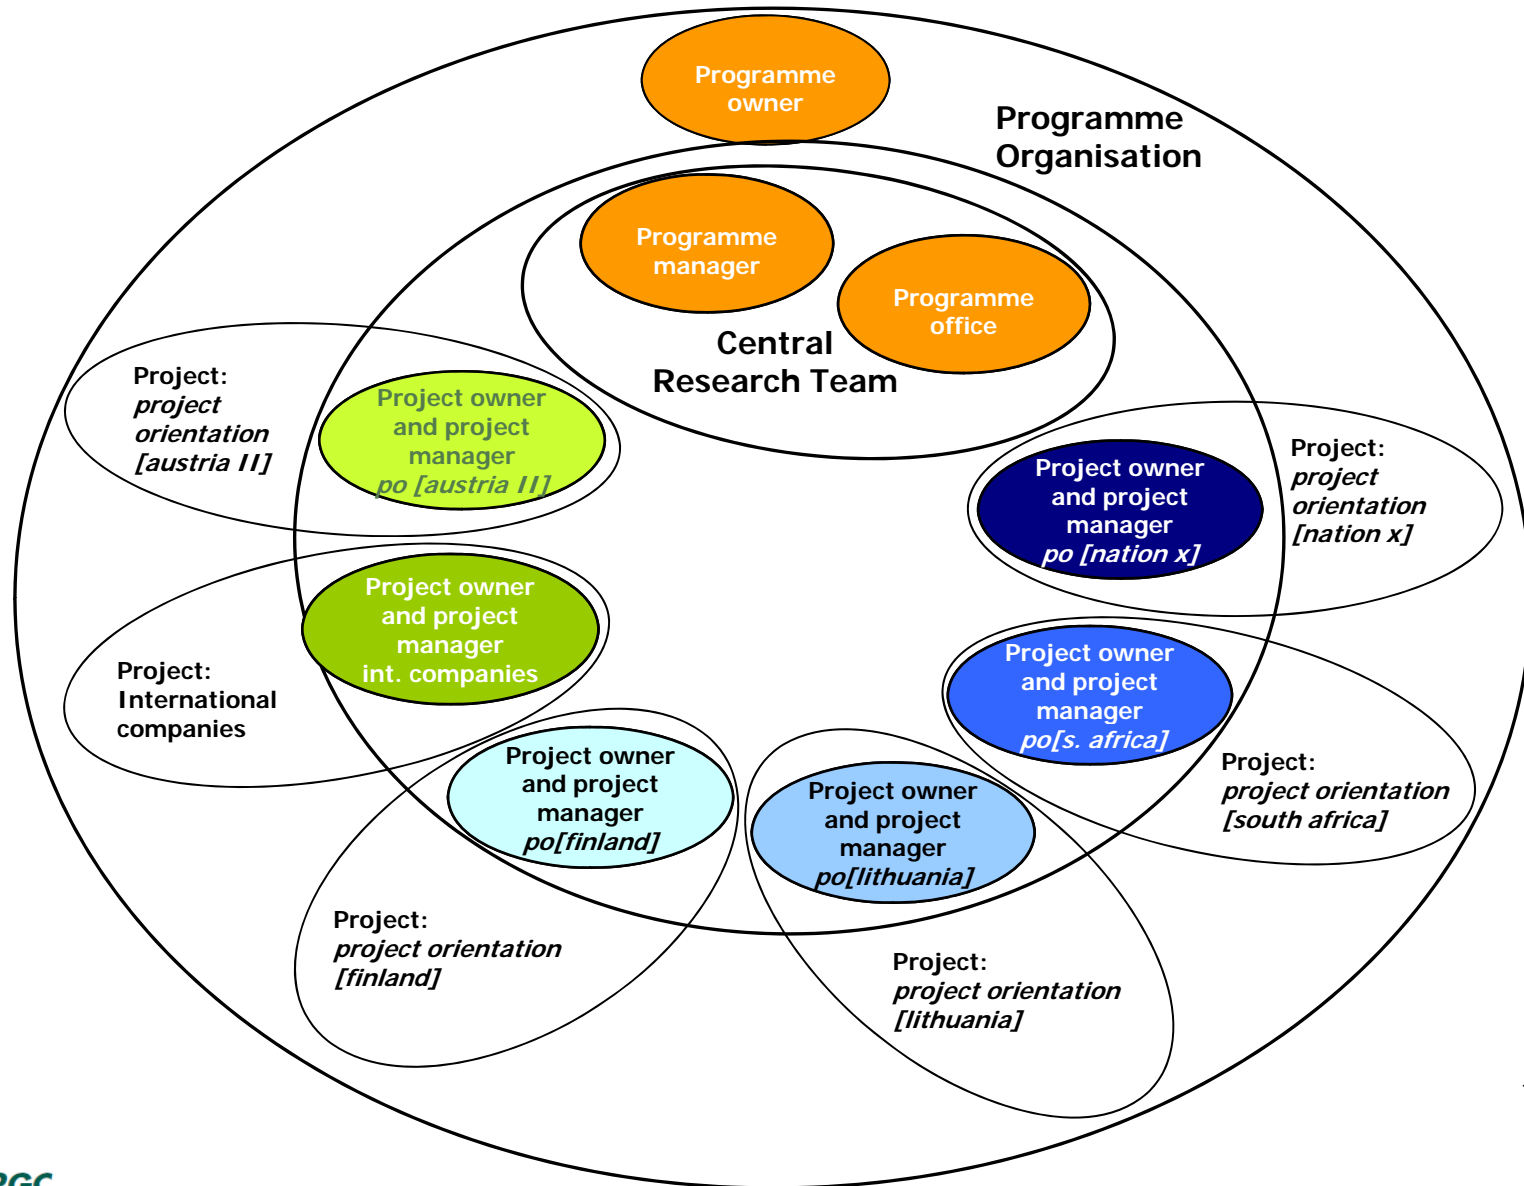 Programme
owner
Programme
Organisation
Programme
manager
Programme
office
Central
Research Team
Project:
project
orientation
[austria II]
Project owner
and project
manager
po [austria II]
Project owner
and project
manager
po [nation x]
Project:
project
orientation
[nation x]
Project owner
and project
manager
int. companies
Project:
International
companies
Project owner
and project
manager
po[s. africa]
Project:
project orientation
[south africa]
Project owner
and project
manager
po[finland]
Project owner
and project
manager
po[lithuania]
Project:
project orientation
[finland]
Project:
project orientation
[lithuania]